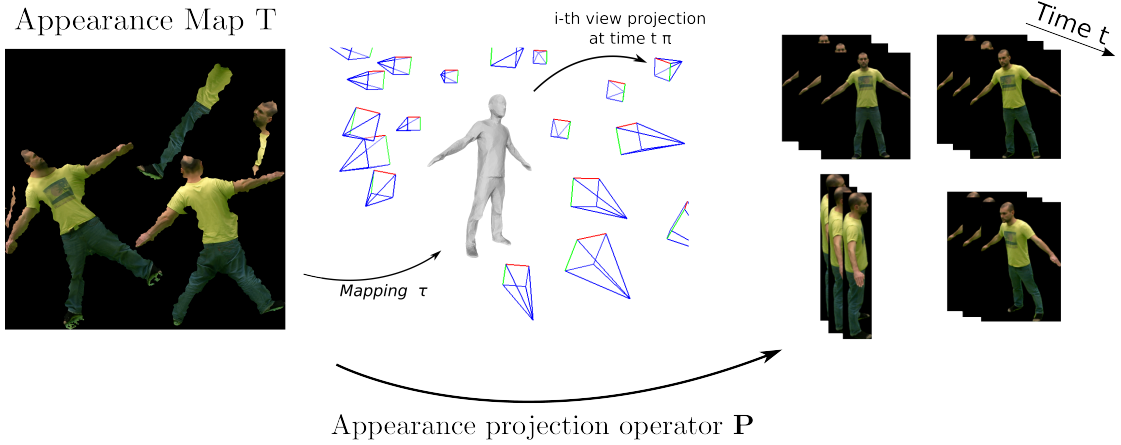 Appearance Map T
i-th view projection
at time t π
Time t
Mapping τ
Appearance projection operator P